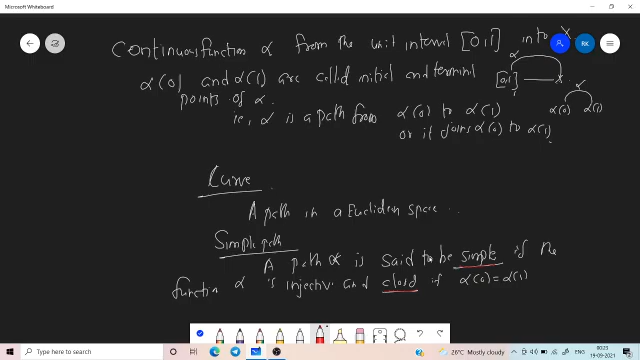 Microsoft Whiteboard
Continuous function α from the unit interval [0,1] into X
α(0) and α(1) are called initial and terminal
points of α.
[0,1] X
α
α
α(0) α(1)
ie, α is a path from α(0) to α(1)
or it joins α(0) to α(1)
Curve
A path in a Euclidean space
Simple path
A path α is said to be simple if the
function α is injective and closed if α(0)=α(1)
RK
Type here to search
26°C Mostly cloudy
ENG
00:23
19-09-2021